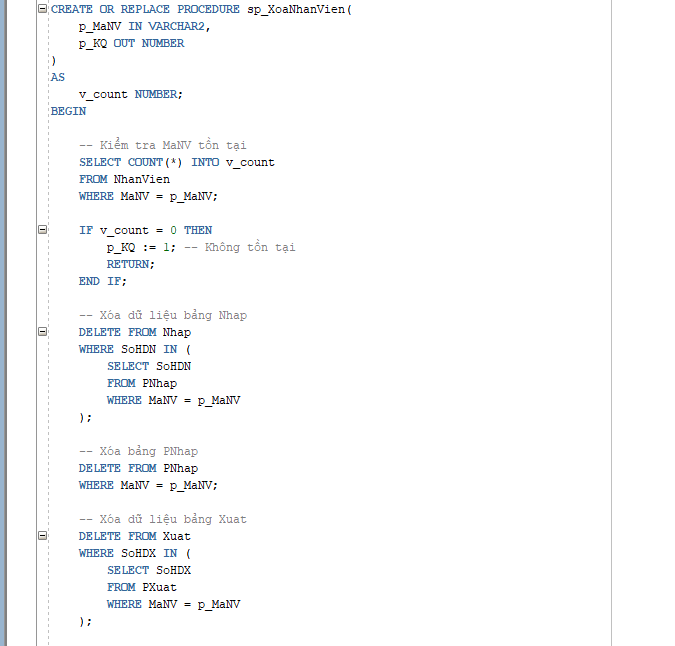 CREATE OR REPLACE PROCEDURE sp_XoaNhanVien(
    p_MaNV IN VARCHAR2,
    p_KQ OUT NUMBER
)
AS
    v_count NUMBER;
BEGIN

    -- Kiểm tra MaNV tồn tại
    SELECT COUNT(*) INTO v_count
    FROM NhanVien
    WHERE MaNV = p_MaNV;

    IF v_count = 0 THEN
        p_KQ := 1; -- Không tồn tại
        RETURN;
    END IF;

    -- Xóa dữ liệu bảng Nhap
    DELETE FROM Nhap
    WHERE SoHDN IN (
        SELECT SoHDN
        FROM PNhap
        WHERE MaNV = p_MaNV
    );

    -- Xóa bảng PNhap
    DELETE FROM PNhap
    WHERE MaNV = p_MaNV;

    -- Xóa dữ liệu bảng Xuat
    DELETE FROM Xuat
    WHERE SoHDX IN (
        SELECT SoHDX
        FROM PXuat
        WHERE MaNV = p_MaNV
    );